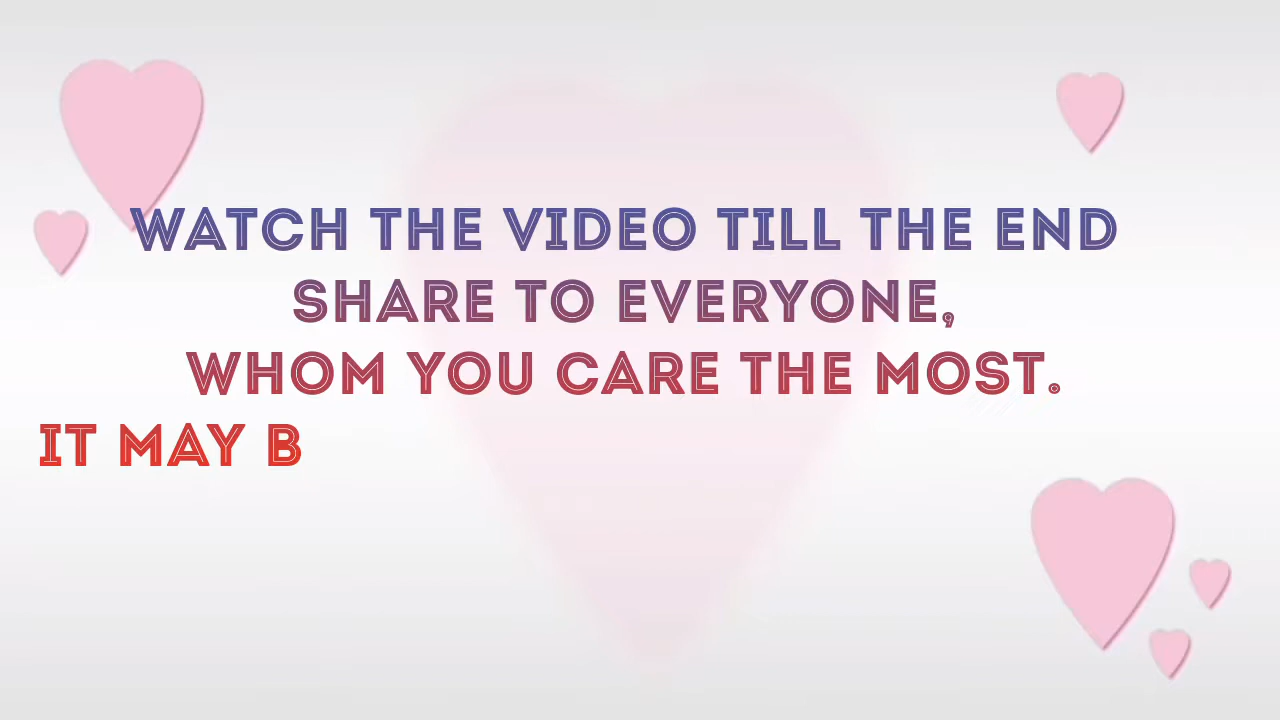 WATCH THE VIDEO TILL THE END
SHARE TO EVERYONE,
WHOM YOU CARE THE MOST.
IT MAY B